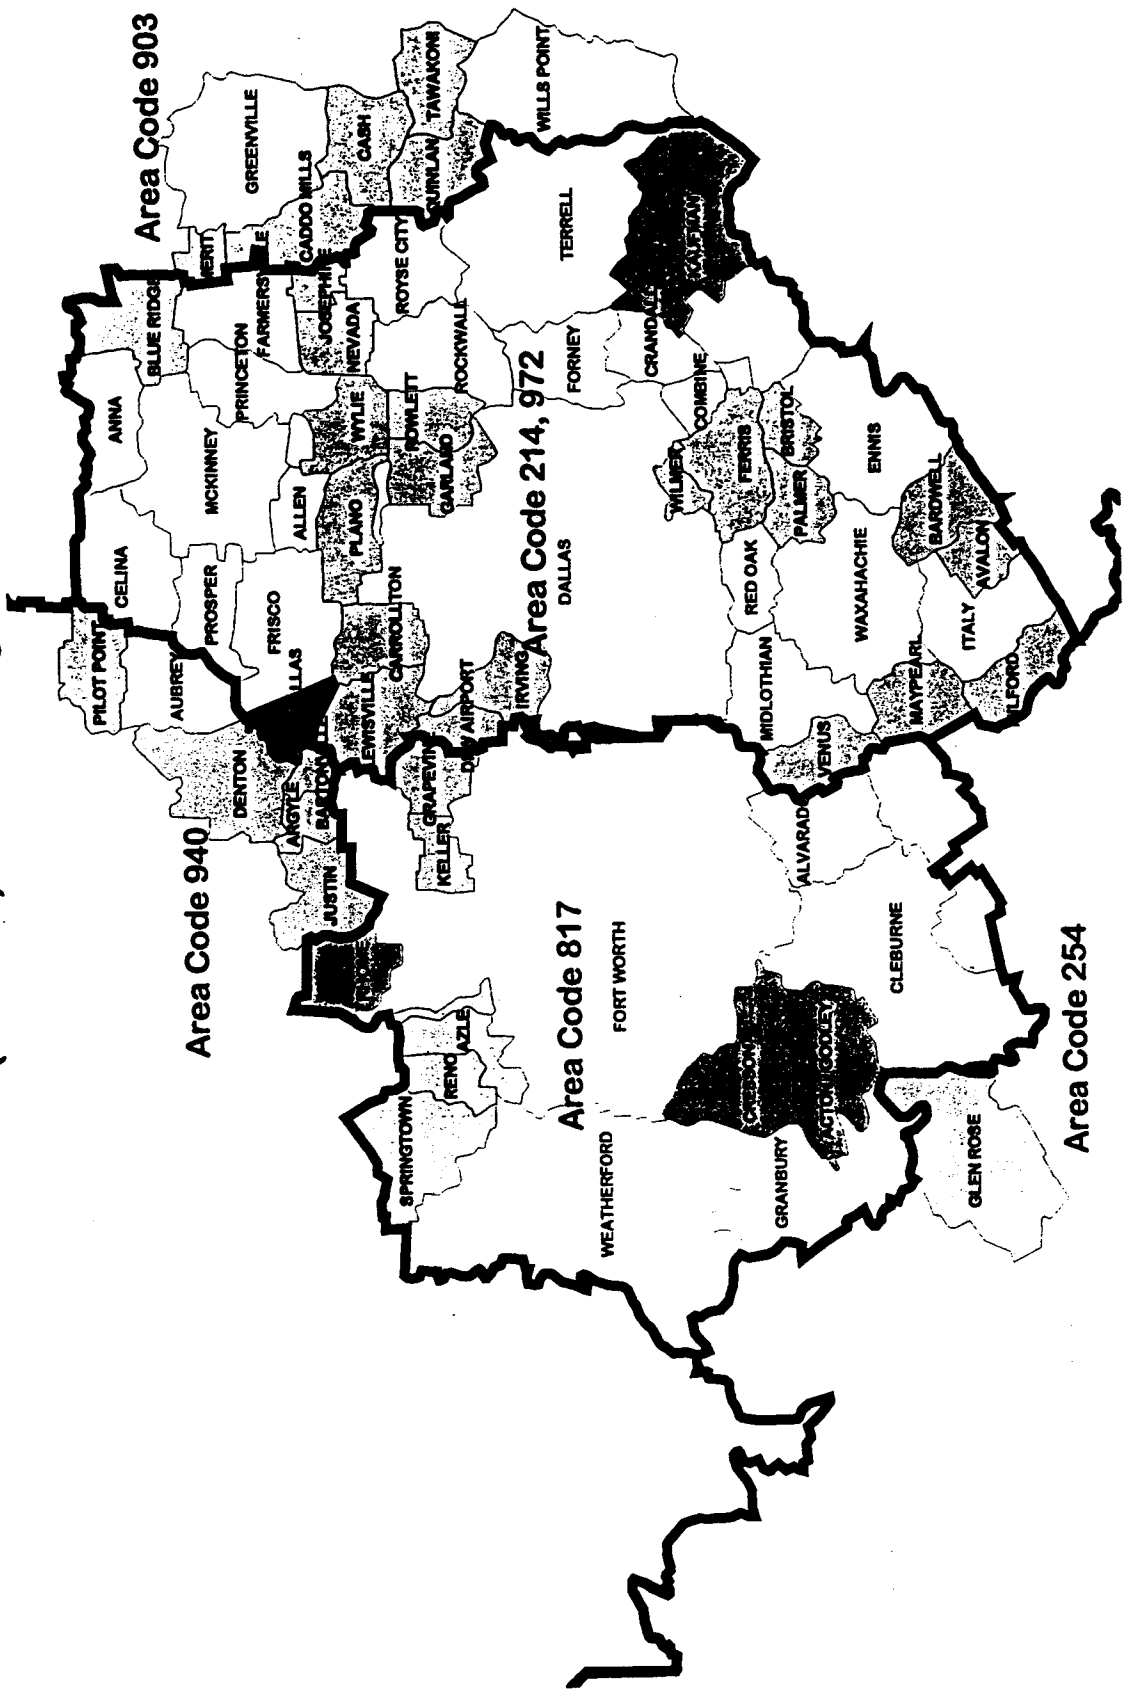 Area Code 903
Area Code 940
Area Code 214, 972
Area Code 817
Area Code 254
PILOT POINT
CELINA
ANNA
BLUE RIDGE
AUBREY
PROSPER
MCKINNEY
PRINCETON
GREENVILLE
DENTON
FRISCO
ALLEN
CADDO MILLS
ARGYLE
JUSTIN
PLANO
WYLIE
NEVADA
CASH
LEWISVILLE
CARROLLTON
ROWLETT
GARLAND
ROYSE CITY
QUINLAN
TAWAKONI
ROCKWALL
KELLER
IRVING
DALLAS
FORNEY
TERRELL
WILLS POINT
SPRINGTOWN
RENO
AZLE
WEATHERFORD
FORT WORTH
CRESSON
ACTON
GODLEY
GRANBURY
CLEBURNE
GLEN ROSE
VENUS
MIDLOTHIAN
RED OAK
WILMER
FERRIS
COMBINE
KAUFMAN
PALMER
BRISTOL
WAXAHACHIE
ENNIS
MAYPEARL
BARDWELL
AVALON
ITALY